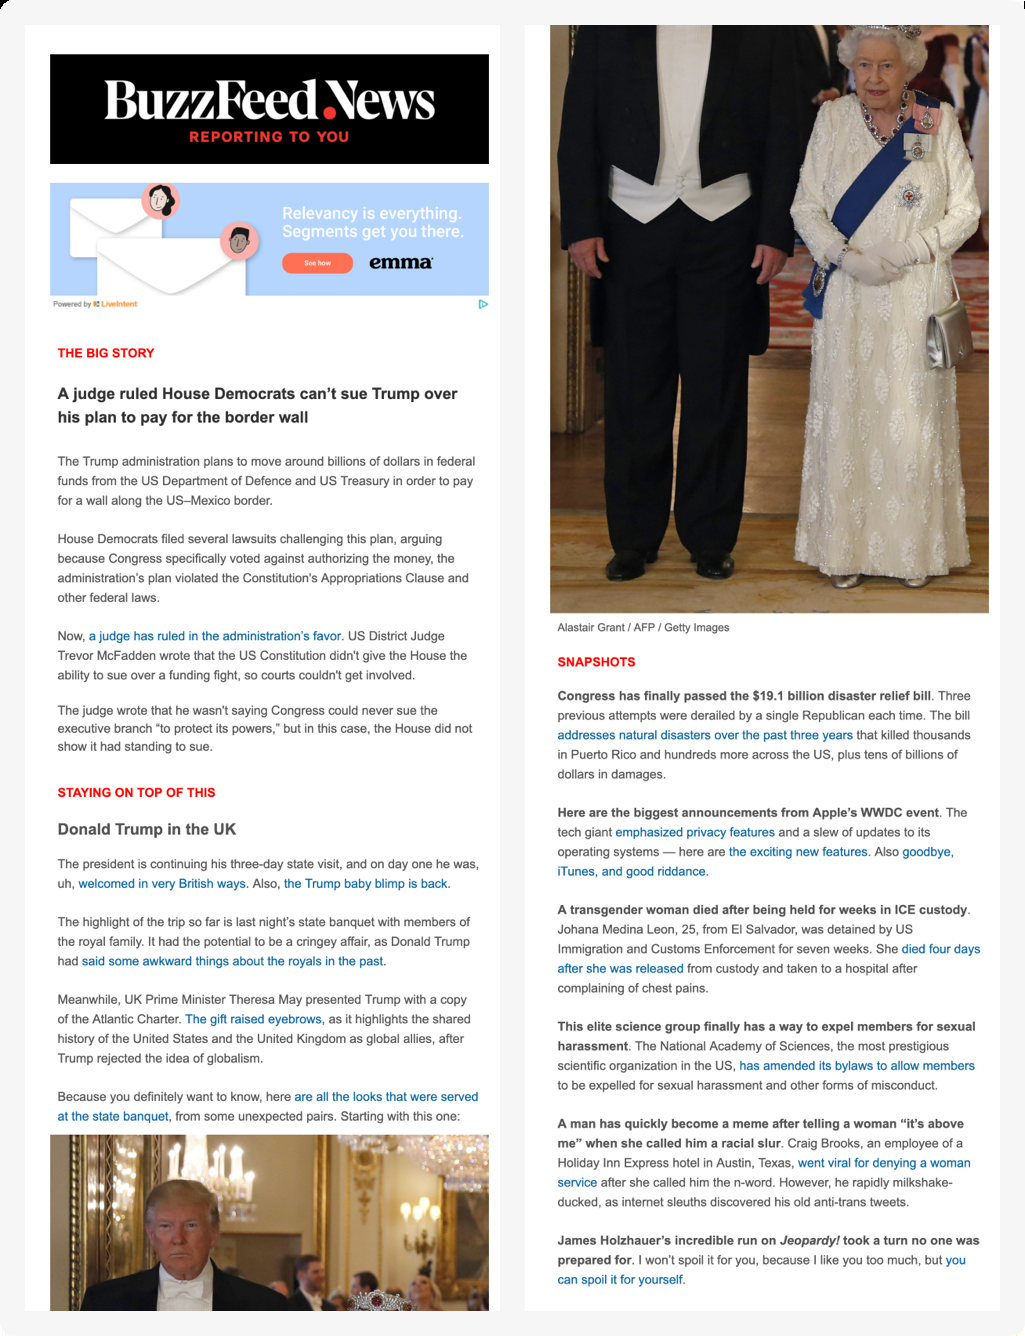 BuzzFeed.News
REPORTING TO YOU
Relevancy is everything.
Segments get you there.
See how
emma
Powered by LiveIntent
THE BIG STORY
A judge ruled House Democrats can’t sue Trump over
his plan to pay for the border wall
The Trump administration plans to move around billions of dollars in federal
funds from the US Department of Defence and US Treasury in order to pay
for a wall along the US–Mexico border.
House Democrats filed several lawsuits challenging this plan, arguing
because Congress specifically voted against authorizing the money, the
administration’s plan violated the Constitution's Appropriations Clause and
other federal laws.
Now, a judge has ruled in the administration’s favor. US District Judge
Trevor McFadden wrote that the US Constitution didn't give the House the
ability to sue over a funding fight, so courts couldn't get involved.
The judge wrote that he wasn't saying Congress could never sue the
executive branch “to protect its powers,” but in this case, the House did not
show it had standing to sue.
STAYING ON TOP OF THIS
Donald Trump in the UK
The president is continuing his three-day state visit, and on day one he was,
uh, welcomed in very British ways. Also, the Trump baby blimp is back.
The highlight of the trip so far is last night’s state banquet with members of
the royal family. It had the potential to be a cringey affair, as Donald Trump
had said some awkward things about the royals in the past.
Meanwhile, UK Prime Minister Theresa May presented Trump with a copy
of the Atlantic Charter. The gift raised eyebrows, as it highlights the shared
history of the United States and the United Kingdom as global allies, after
Trump rejected the idea of globalism.
Because you definitely want to know, here are all the looks that were served
at the state banquet, from some unexpected pairs. Starting with this one:
Alastair Grant / AFP / Getty Images
SNAPSHOTS
Congress has finally passed the $19.1 billion disaster relief bill. Three
previous attempts were derailed by a single Republican each time. The bill
addresses natural disasters over the past three years that killed thousands
in Puerto Rico and hundreds more across the US, plus tens of billions of
dollars in damages.
Here are the biggest announcements from Apple’s WWDC event. The
tech giant emphasized privacy features and a slew of updates to its
operating systems — here are the exciting new features. Also goodbye,
iTunes, and good riddance.
A transgender woman died after being held for weeks in ICE custody.
Johana Medina Leon, 25, from El Salvador, was detained by US
Immigration and Customs Enforcement for seven weeks. She died four days
after she was released from custody and taken to a hospital after
complaining of chest pains.
This elite science group finally has a way to expel members for sexual
harassment. The National Academy of Sciences, the most prestigious
scientific organization in the US, has amended its bylaws to allow members
to be expelled for sexual harassment and other forms of misconduct.
A man has quickly become a meme after telling a woman “it’s above
me” when she called him a racial slur. Craig Brooks, an employee of a
Holiday Inn Express hotel in Austin, Texas, went viral for denying a woman
service after she called him the n-word. However, he rapidly milkshake-
ducked, as internet sleuths discovered his old anti-trans tweets.
James Holzhauer’s incredible run on Jeopardy! took a turn no one was
prepared for. I won’t spoil it for you, because I like you too much, but you
can spoil it for yourself.